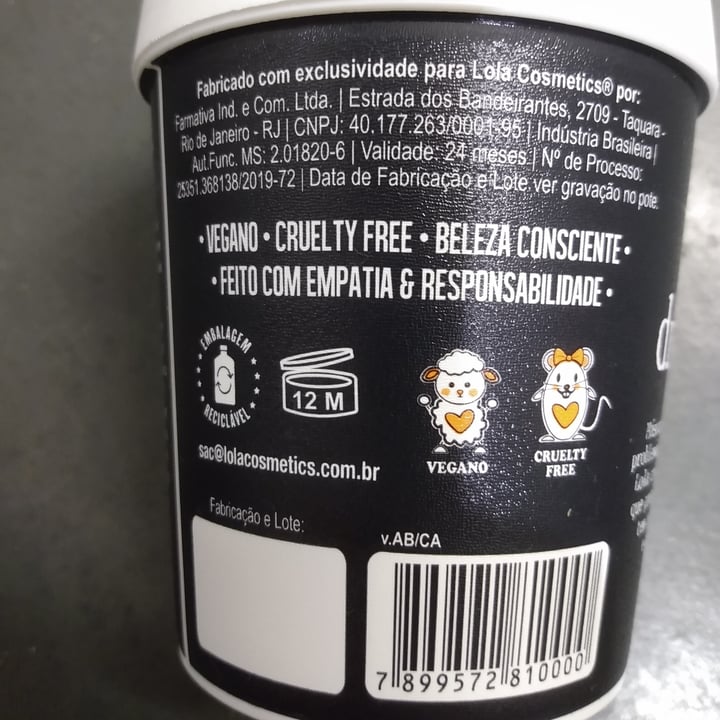 Fabricado com exclusividade para Lola Cosmetics® por:
Farmativa Ind. e Com. Ltda. | Estrada dos Bandeirantes, 2709 - Taquara -
Rio de Janeiro - RJ | CNPJ: 40.177.263/0001-95 | Indústria Brasileira |
Aut.Func. MS: 2.01820-6 | Validade: 24 meses | Nº de Processo:
25351.368138/2019-72 | Data de Fabricação e Lote ver gravação no pote.
• VEGANO • CRUELTY FREE • BELEZA CONSCIENTE •
• FEITO COM EMPATIA & RESPONSABILIDADE •
EMBALAGEM
RECICLÁVEL
12 M
VEGANO
CRUELTY
FREE
sac@lolacosmetics.com.br
Fabricação e Lote:
v.AB/CA
7 899572 810000